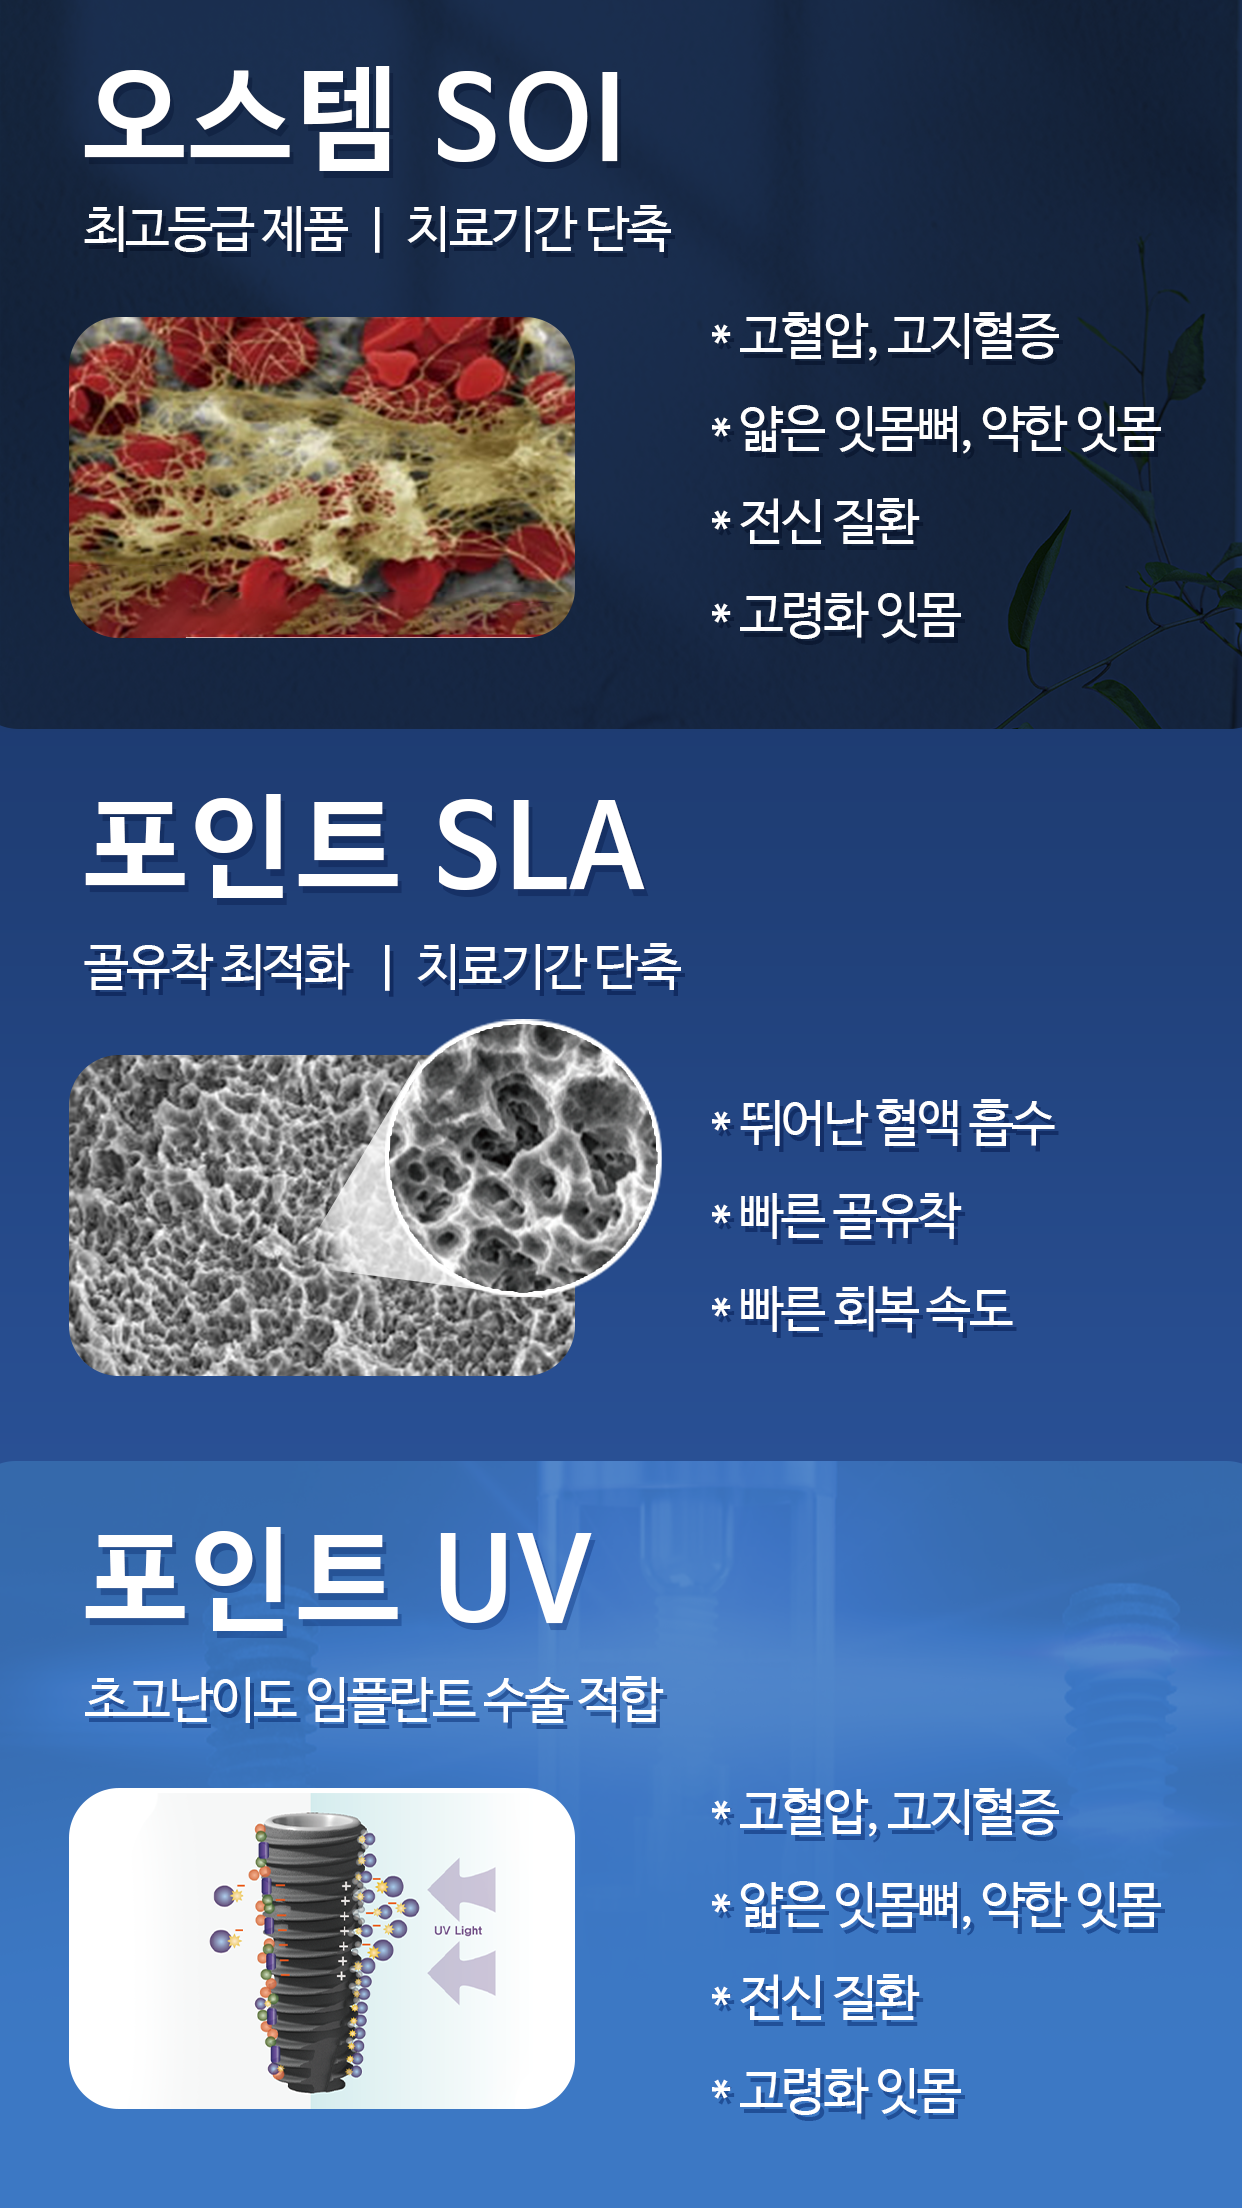 오스템 SOI
최고등급 제품 | 치료기간 단축
* 고혈압, 고지혈증
* 얇은 잇몸뼈, 약한 잇몸
* 전신 질환
* 고령화 잇몸
포인트 SLA
골유착 최적화 | 치료기간 단축
* 뛰어난 혈액 흡수
* 빠른 골유착
* 빠른 회복 속도
포인트 UV
초고난이도 임플란트 수술 적합
UV Light
* 고혈압, 고지혈증
* 얇은 잇몸뼈, 약한 잇몸
* 전신 질환
* 고령화 잇몸